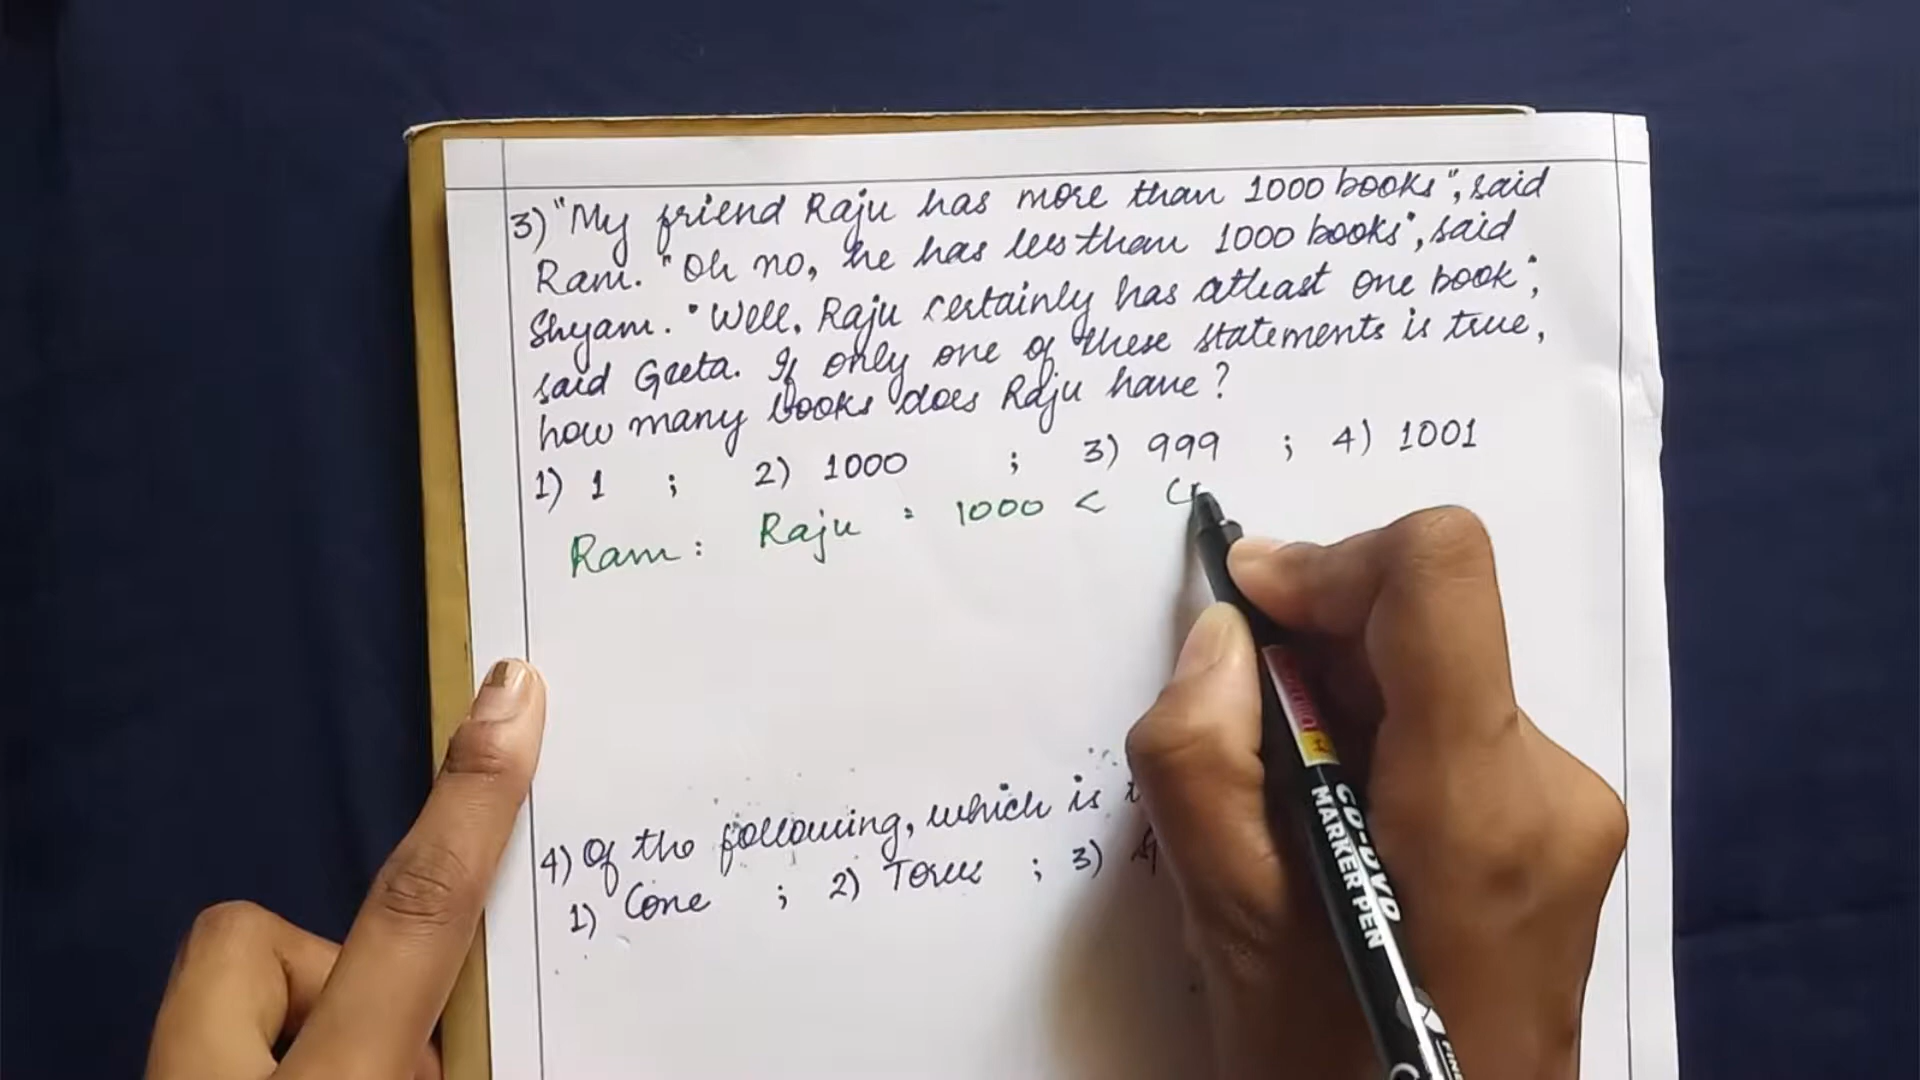 3) "My friend Raju has more than 1000 books", said
Ram. "Oh no, he has less than 1000 books", said
Shyam. "Well, Raju certainly has atleast one book",
said Geeta. If only one of these statements is true,
how many books does Raju have?
1) 1 ; 2) 1000 ; 3) 999 ; 4) 1001
Ram: Raju = 1000 <
4) Of the following, which is
1) Cone ; 2) Torus ; 3)
CD-DVD
MARKER PEN